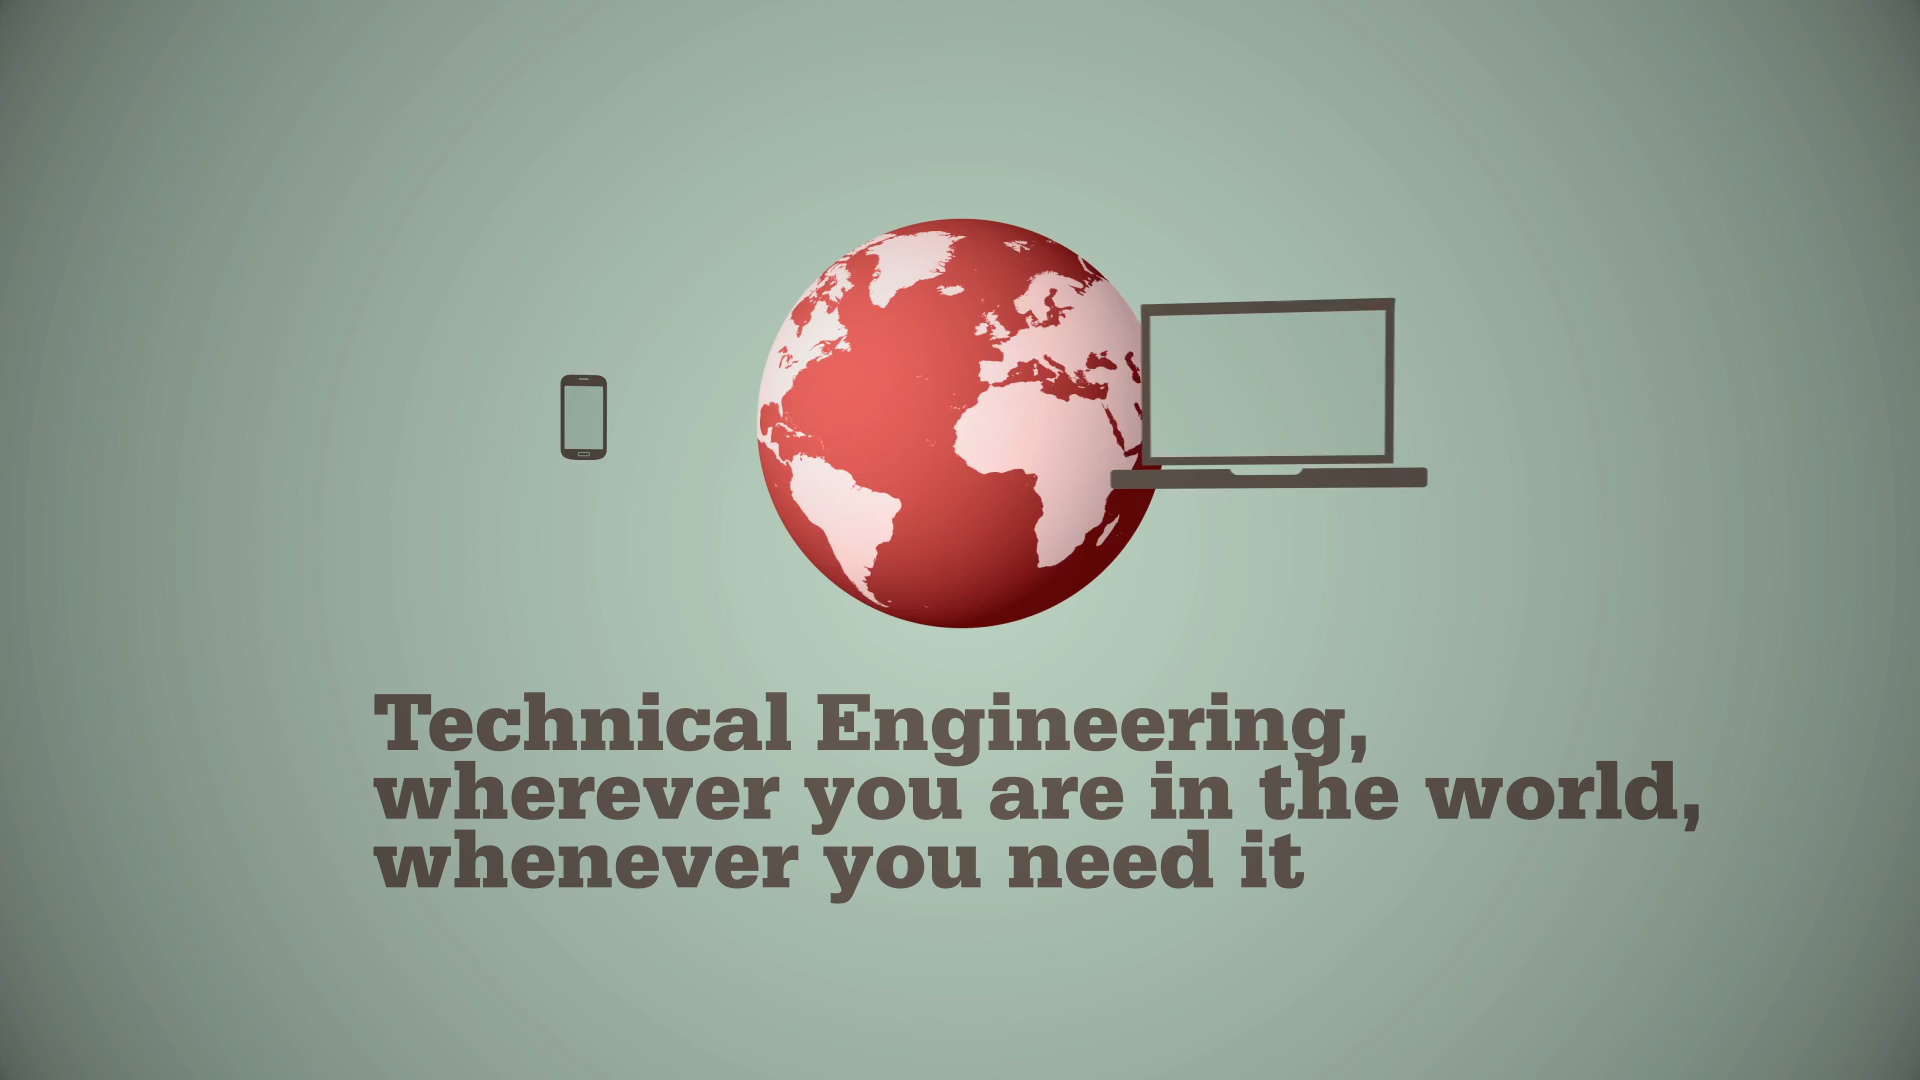 Technical Engineering,
wherever you are in the world,
whenever you need it